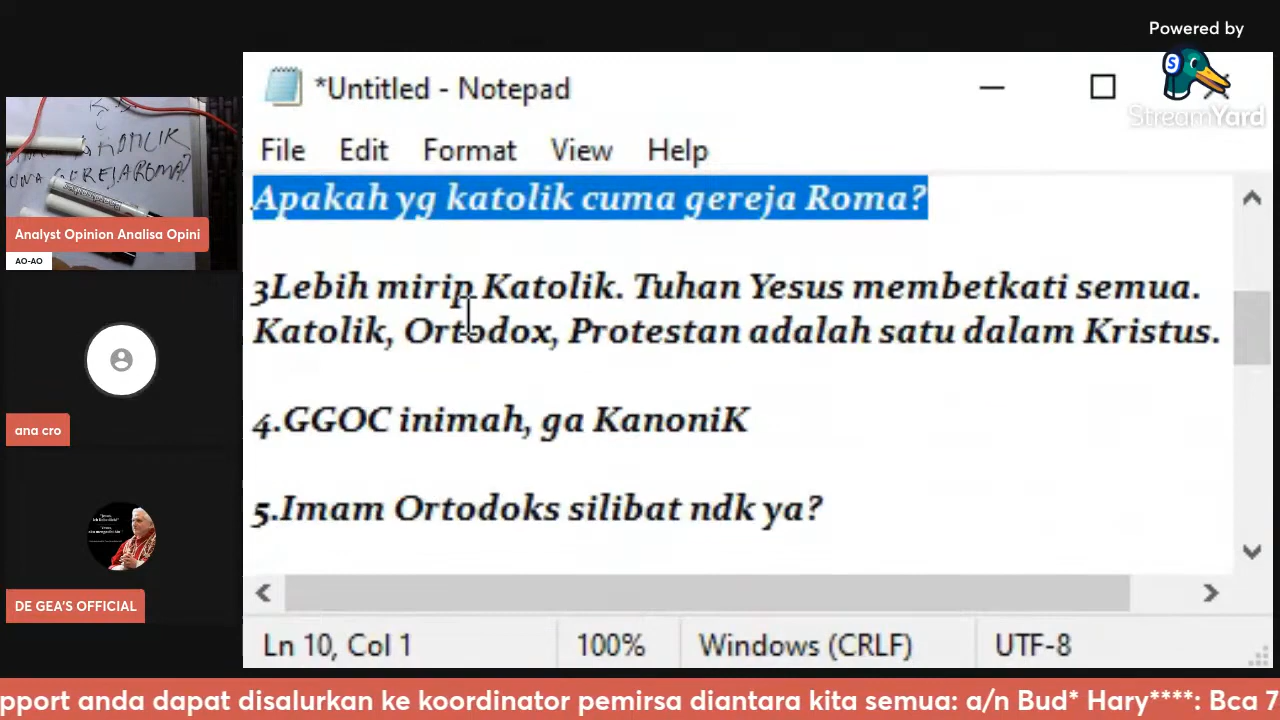 Powered by
StreamYard
*Untitled - Notepad
File Edit Format View Help
Apakah yg katolik cuma gereja Roma?
3Lebih mirip Katolik. Tuhan Yesus membetkati semua.
Katolik, Ortodox, Protestan adalah satu dalam Kristus.
4.GGOC inimah, ga KanoniK
5.Imam Ortodoks silibat ndk ya?
Ln 10, Col 1 100% Windows (CRLF) UTF-8
GEREJA ROMA?
Analyst Opinion Analisa Opini
AO-AO
ana cro
DE GEA'S OFFICIAL
pport anda dapat disalurkan ke koordinator pemirsa diantara kita semua: a/n Bud* Hary****: Bca 7